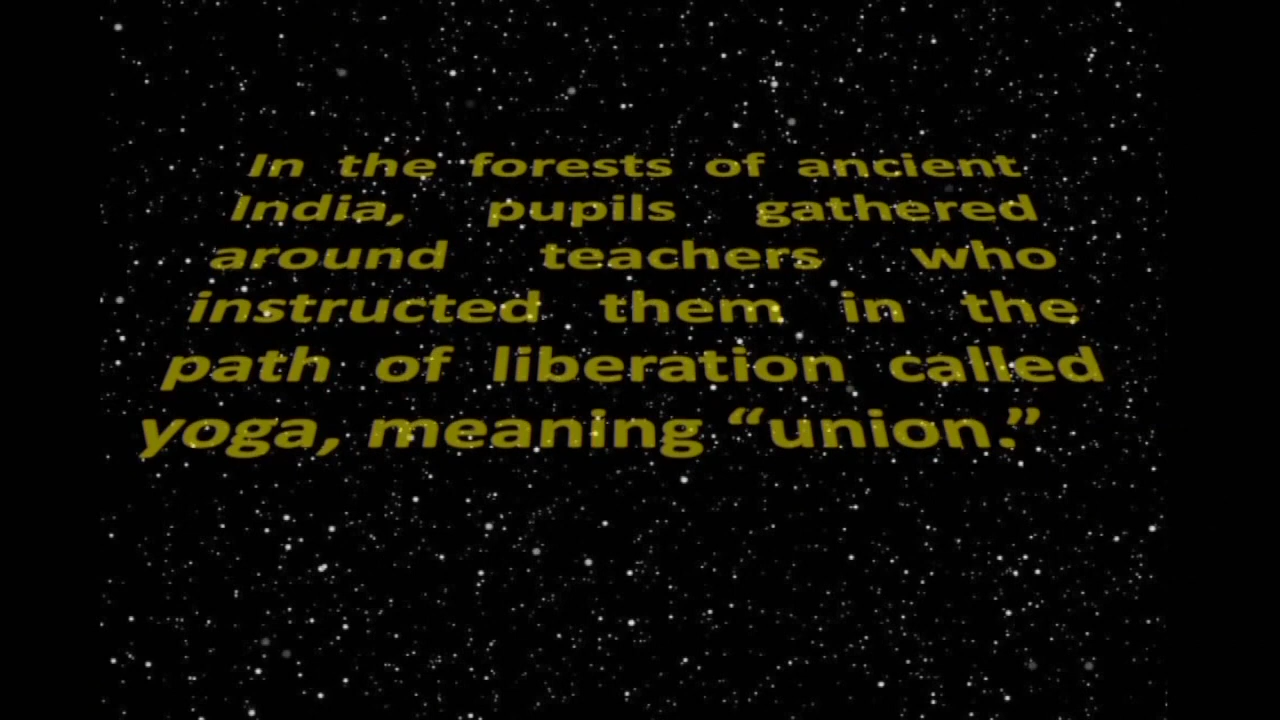 In the forests of ancient
India, pupils gathered
around teachers who
instructed them in the
path of liberation called
yoga, meaning “union.”